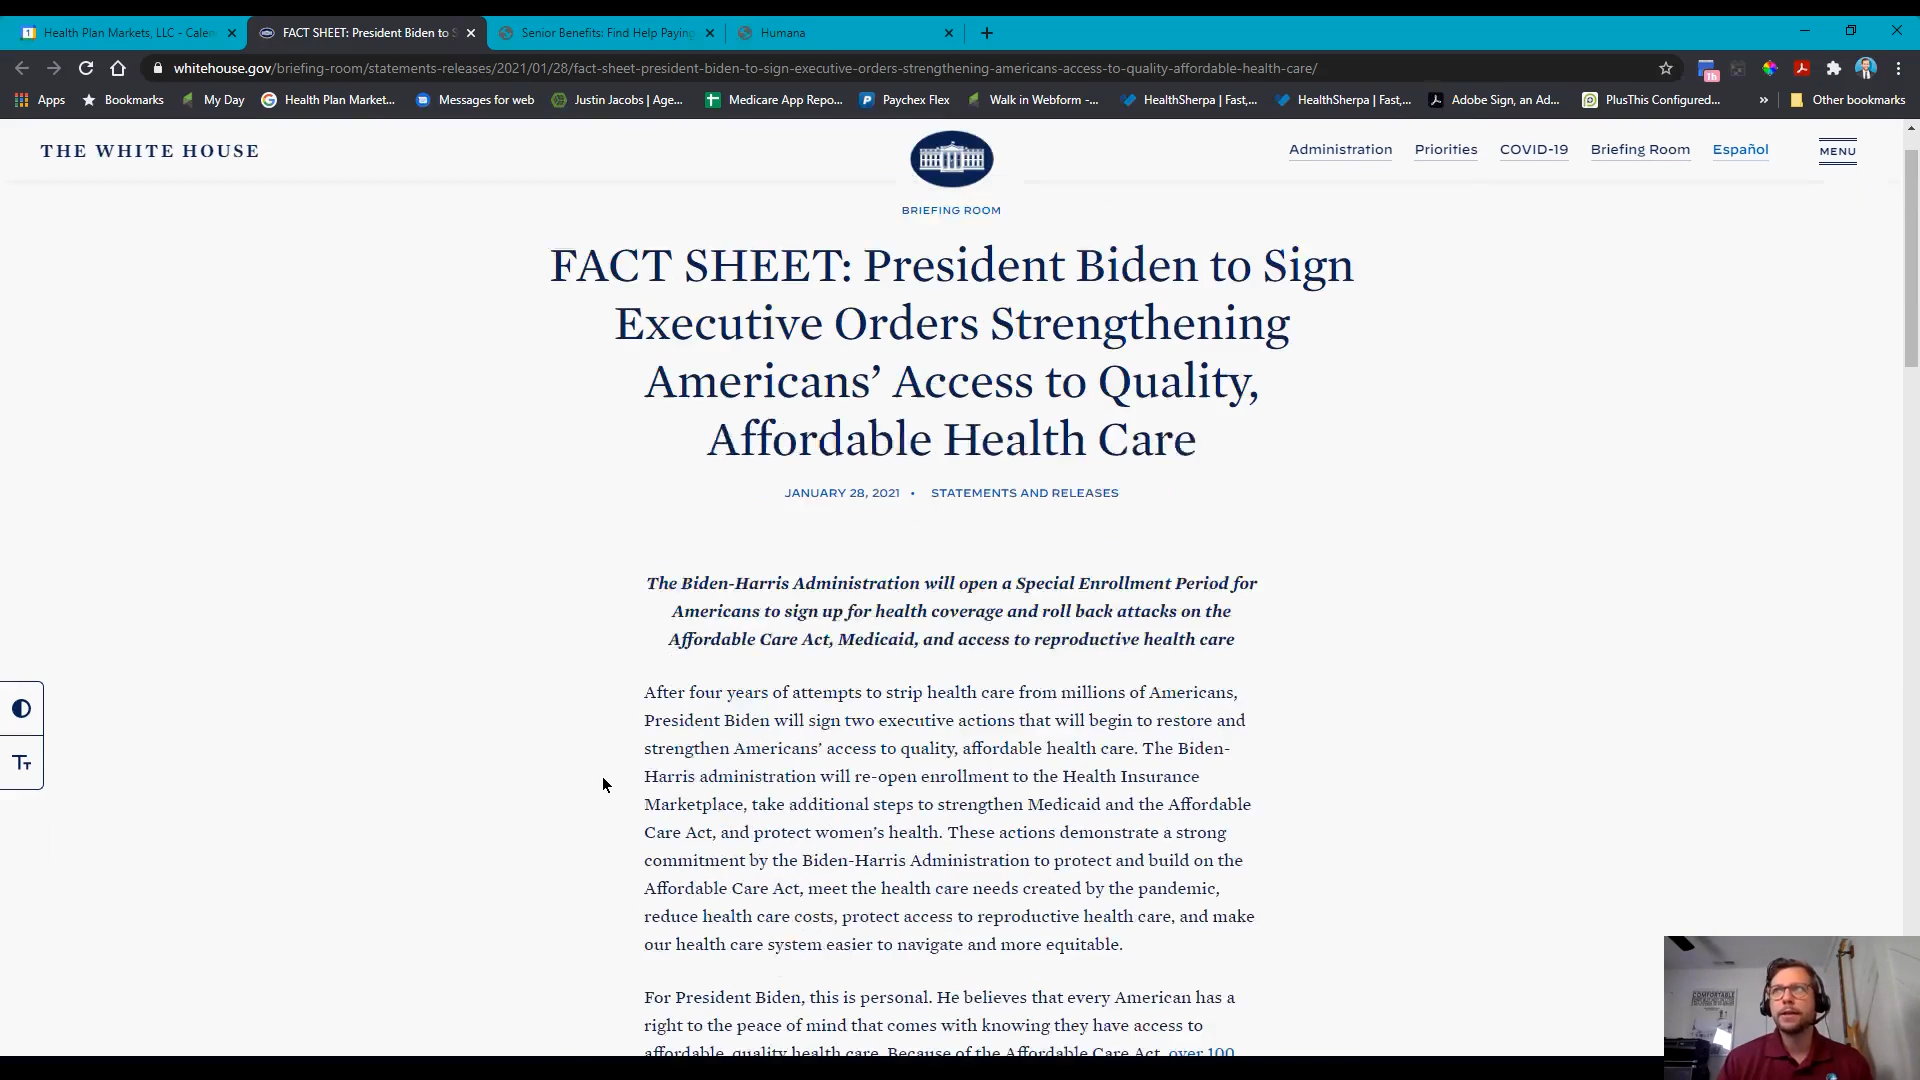 Health Plan Markets, LLC - Calen
FACT SHEET: President Biden to S
Senior Benefits: Find Help Paying
Humana
whitehouse.gov/briefing-room/statements-releases/2021/01/28/fact-sheet-president-biden-to-sign-executive-orders-strengthening-americans-access-to-quality-affordable-health-care/
1h
Apps
Bookmarks
My Day
Health Plan Market...
Messages for web
Justin Jacobs | Age...
Medicare App Repo...
Paychex Flex
Walk in Webform -...
HealthSherpa | Fast,...
HealthSherpa | Fast,...
Adobe Sign, an Ad...
PlusThis Configured...
»
Other bookmarks
THE WHITE HOUSE
Administration
Priorities
COVID-19
Briefing Room
Español
MENU
BRIEFING ROOM
FACT SHEET: President Biden to Sign
Executive Orders Strengthening
Americans’ Access to Quality,
Affordable Health Care
JANUARY 28, 2021 • STATEMENTS AND RELEASES
The Biden-Harris Administration will open a Special Enrollment Period for
Americans to sign up for health coverage and roll back attacks on the
Affordable Care Act, Medicaid, and access to reproductive health care
After four years of attempts to strip health care from millions of Americans,
President Biden will sign two executive actions that will begin to restore and
strengthen Americans’ access to quality, affordable health care. The Biden-
Harris administration will re-open enrollment to the Health Insurance
Marketplace, take additional steps to strengthen Medicaid and the Affordable
Care Act, and protect women’s health. These actions demonstrate a strong
commitment by the Biden-Harris Administration to protect and build on the
Affordable Care Act, meet the health care needs created by the pandemic,
reduce health care costs, protect access to reproductive health care, and make
our health care system easier to navigate and more equitable.
For President Biden, this is personal. He believes that every American has a
right to the peace of mind that comes with knowing they have access to
affordable, quality health care. Because of the Affordable Care Act, over 100
Tт